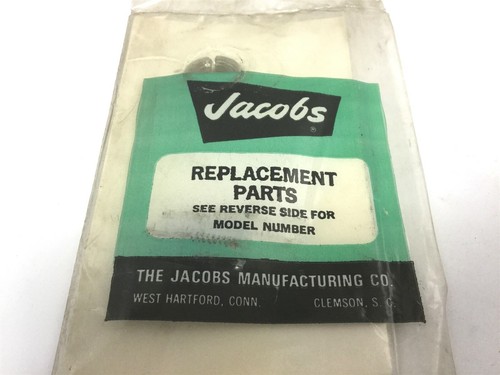 Jacobs ®
REPLACEMENT
PARTS
SEE REVERSE SIDE FOR
MODEL NUMBER
THE JACOBS MANUFACTURING CO.
WEST HARTFORD, CONN. CLEMSON, S. C.